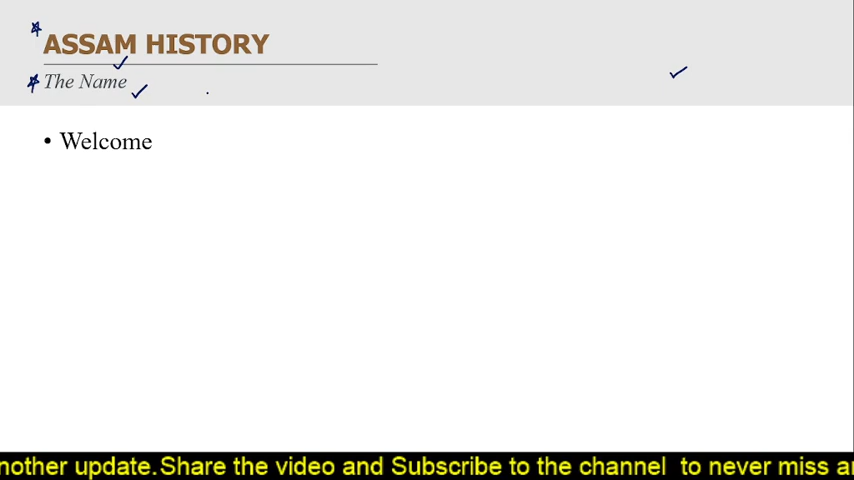 ASSAM HISTORY
The Name
• Welcome
nother update.Share the video and Subscribe to the channel to never miss a